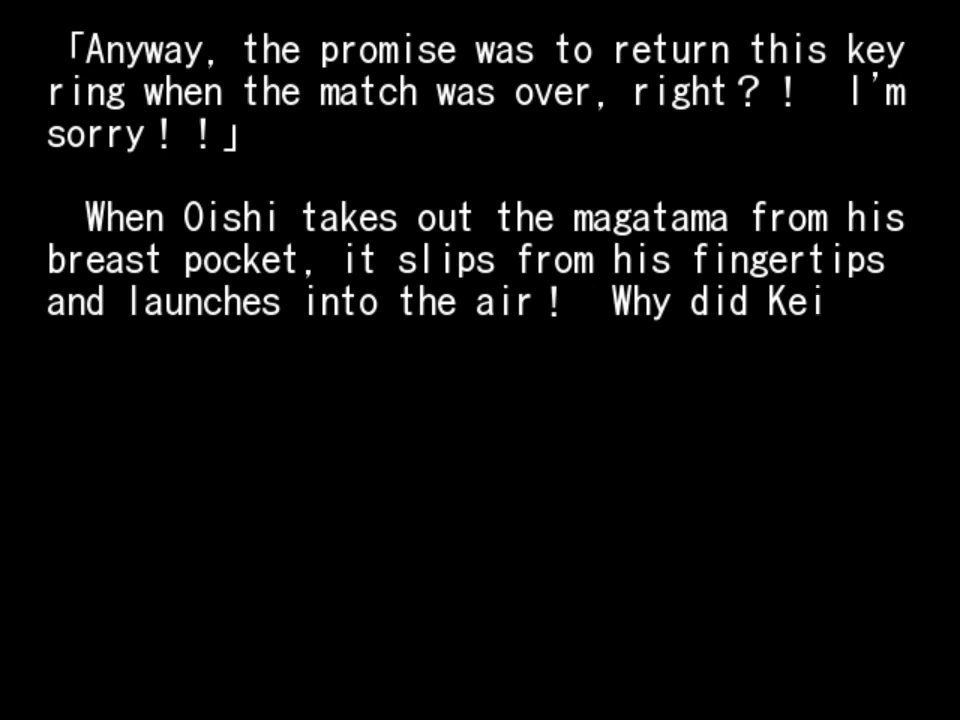 「Anyway, the promise was to return this key
ring when the match was over, right？！　I'm
sorry！！」
　When Oishi takes out the magatama from his
breast pocket, it slips from his fingertips
and launches into the air！　Why did Kei